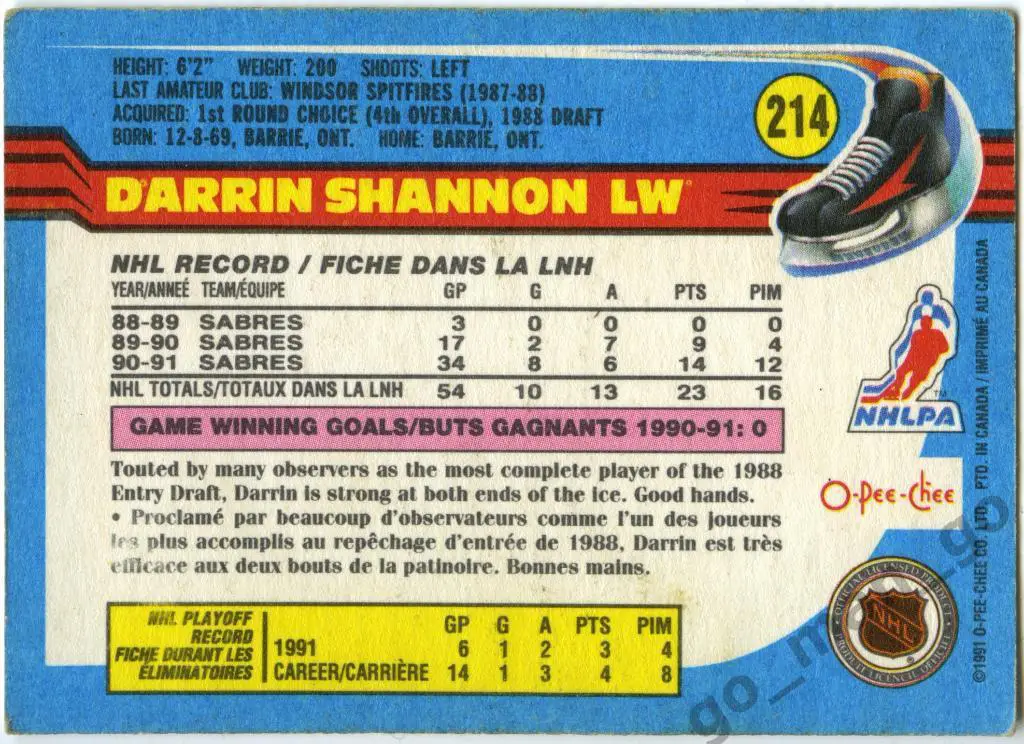 HEIGHT: 6'2" WEIGHT: 200 SHOOTS: LEFT
LAST AMATEUR CLUB: WINDSOR SPITFIRES (1987-88)
ACQUIRED: 1st ROUND CHOICE (4th OVERALL), 1988 DRAFT
BORN: 12-8-69, BARRIE, ONT. HOME: BARRIE, ONT.
214
DARRIN SHANNON LW
NHL RECORD / FICHE DANS LA LNH
YEAR/ANNEÉ TEAM/ÉQUIPE GP G A PTS PIM
88-89 SABRES 3 0 0 0 0
89-90 SABRES 17 2 7 9 4
90-91 SABRES 34 8 6 14 12
NHL TOTALS/TOTAUX DANS LA LNH 54 10 13 23 16
GAME WINNING GOALS/BUTS GAGNANTS 1990-91: 0
Touted by many observers as the most complete player of the 1988
Entry Draft, Darrin is strong at both ends of the ice. Good hands.
• Proclamé par beaucoup d'observateurs comme l'un des joueurs
les plus accomplis au repêchage d'entrée de 1988, Darrin est très
efficace aux deux bouts de la patinoire. Bonnes mains.
NHL PLAYOFF
RECORD
FICHE DURANT LES
ÉLIMINATOIRES
GP G A PTS PIM
1991 6 1 2 3 4
CAREER/CARRIÈRE 14 1 3 4 8
NHLPA
TM
O-Pee-Chee
OFFICIAL LICENSED PRODUCT
NHL
PRODUIT LICENCIÉ OFFICIEL
©1991 O-PEE-CHEE CO. LTD. PTD. IN CANADA / IMPRIMÉ AU CANADA
go_mai_go